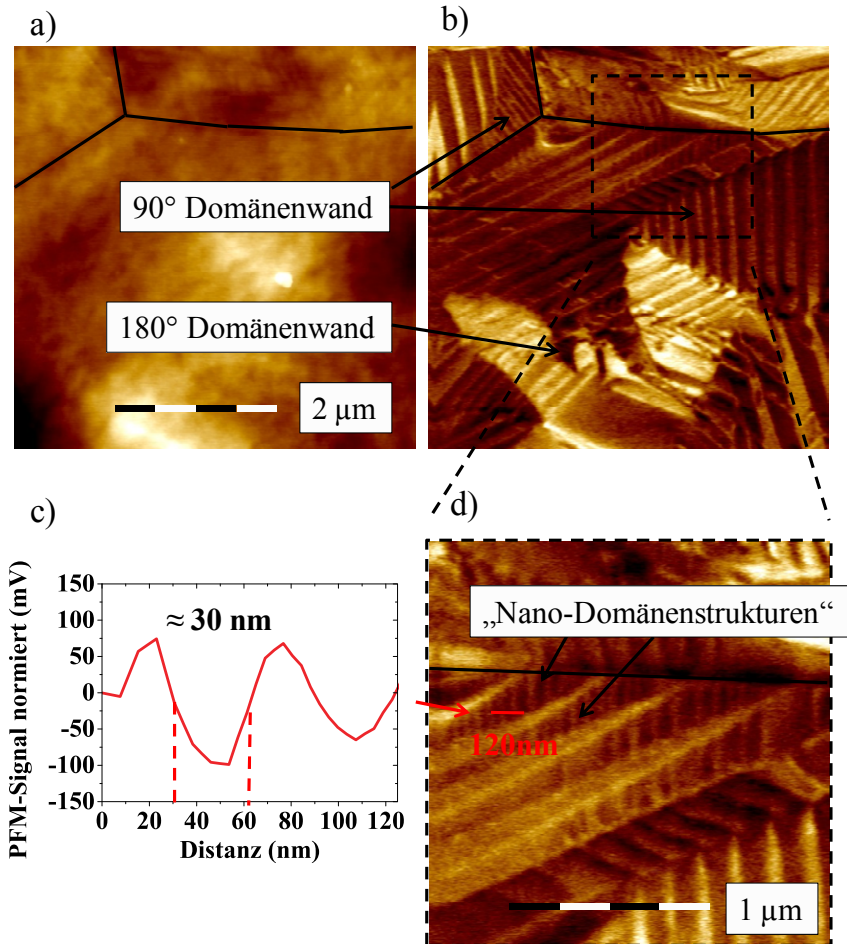 a)
b)
90° Domänenwand
180° Domänenwand
2 µm
c)
d)
PFM-Signal normiert (mV)
150
100
50
0
-50
-100
-150
≈ 30 nm
0 20 40 60 80 100 120
Distanz (nm)
„Nano-Domänenstrukturen“
120nm
1 µm